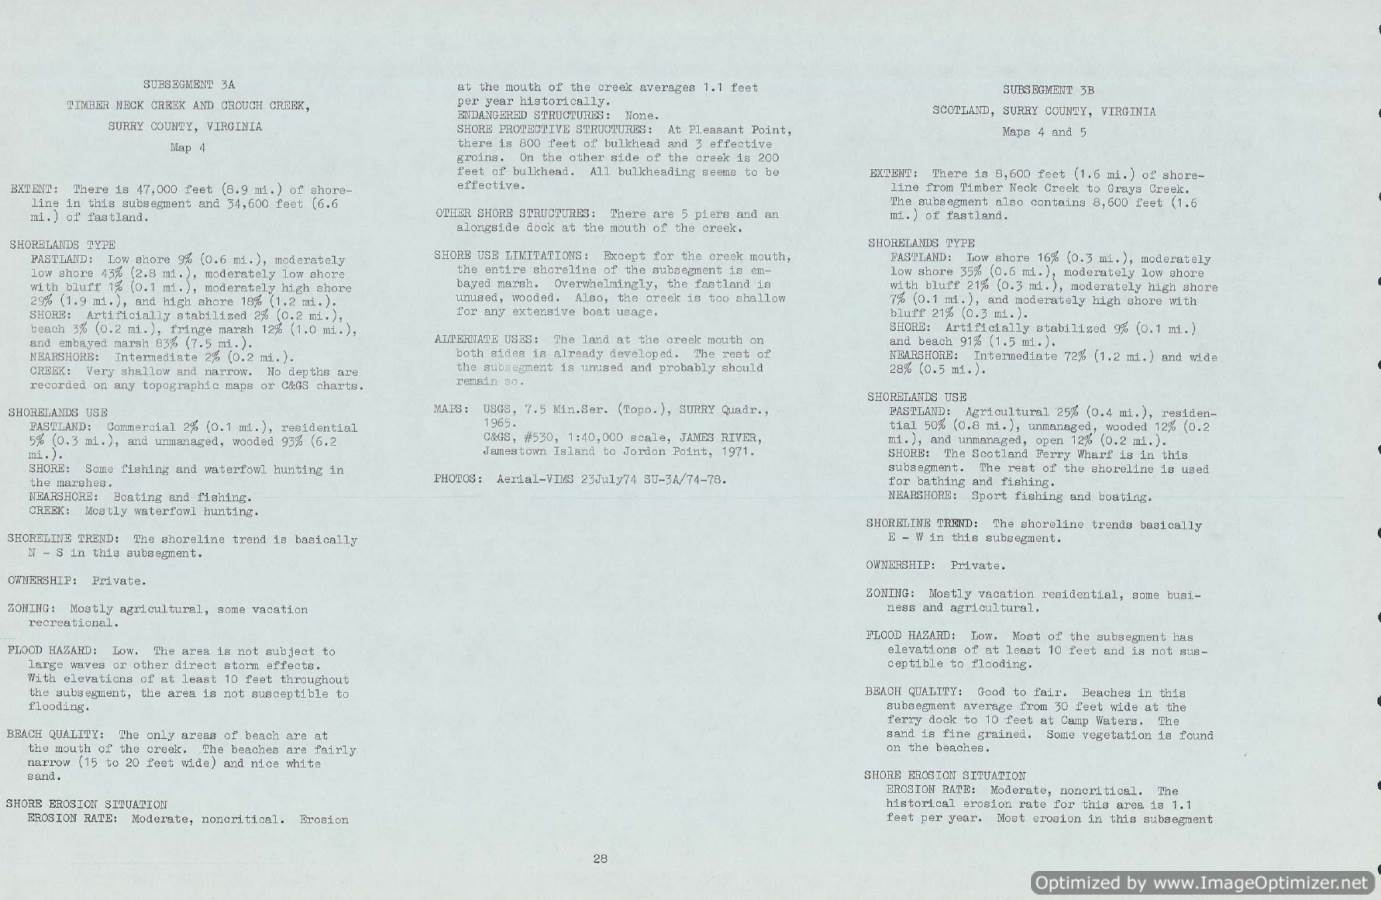 SUBSEGMENT 3A
TIMBER NECK CREEK AND CROUCH CREEK,
SURRY COUNTY, VIRGINIA
Map 4
EXTENT: There is 47,000 feet (8.9 mi.) of shore-
line in this subsegment and 34,600 feet (6.6
mi.) of fastland.
SHORELANDS TYPE
FASTLAND: Low shore 9% (0.6 mi.), moderately
low shore 43% (2.8 mi.), moderately low shore
with bluff 1% (0.1 mi.), moderately high shore
29% (1.9 mi.), and high shore 18% (1.2 mi.).
SHORE: Artificially stabilized 2% (0.2 mi.),
beach 3% (0.2 mi.), fringe marsh 12% (1.0 mi.),
and embayed marsh 83% (7.5 mi.).
NEARSHORE: Intermediate 2% (0.2 mi.).
CREEK: Very shallow and narrow. No depths are
recorded on any topographic maps or C&GS charts.
SHORELANDS USE
FASTLAND: Commercial 2% (0.1 mi.), residential
5% (0.3 mi.), and unmanaged, wooded 93% (6.2
mi.).
SHORE: Some fishing and waterfowl hunting in
the marshes.
NEARSHORE: Boating and fishing.
CREEK: Mostly waterfowl hunting.
SHORELINE TREND: The shoreline trend is basically
N - S in this subsegment.
OWNERSHIP: Private.
ZONING: Mostly agricultural, some vacation
recreational.
FLOOD HAZARD: Low. The area is not subject to
large waves or other direct storm effects.
With elevations of at least 10 feet throughout
the subsegment, the area is not susceptible to
flooding.
BEACH QUALITY: The only areas of beach are at
the mouth of the creek. The beaches are fairly
narrow (15 to 20 feet wide) and nice white
sand.
SHORE EROSION SITUATION
EROSION RATE: Moderate, noncritical. Erosion
at the mouth of the creek averages 1.1 feet
per year historically.
ENDANGERED STRUCTURES: None.
SHORE PROTECTIVE STRUCTURES: At Pleasant Point,
there is 800 feet of bulkhead and 3 effective
groins. On the other side of the creek is 200
feet of bulkhead. All bulkheading seems to be
effective.
OTHER SHORE STRUCTURES: There are 5 piers and an
alongside dock at the mouth of the creek.
SHORE USE LIMITATIONS: Except for the creek mouth,
the entire shoreline of the subsegment is em-
bayed marsh. Overwhelmingly, the fastland is
unused, wooded. Also, the creek is too shallow
for any extensive boat usage.
ALTERNATE USES: The land at the creek mouth on
both sides is already developed. The rest of
the subsegment is unused and probably should
remain so.
MAPS: USGS, 7.5 Min.Ser. (Topo.), SURRY Quadr.,
1965.
C&GS, #530, 1:40,000 scale, JAMES RIVER,
Jamestown Island to Jordon Point, 1971.
PHOTOS: Aerial-VIMS 23July74 SU-3A/74-78.
SUBSEGMENT 3B
SCOTLAND, SURRY COUNTY, VIRGINIA
Maps 4 and 5
EXTENT: There is 8,600 feet (1.6 mi.) of shore-
line from Timber Neck Creek to Grays Creek.
The subsegment also contains 8,600 feet (1.6
mi.) of fastland.
SHORELANDS TYPE
FASTLAND: Low shore 16% (0.3 mi.), moderately
low shore 35% (0.6 mi.), moderately low shore
with bluff 21% (0.3 mi.), moderately high shore
7% (0.1 mi.), and moderately high shore with
bluff 21% (0.3 mi.).
SHORE: Artificially stabilized 9% (0.1 mi.)
and beach 91% (1.5 mi.).
NEARSHORE: Intermediate 72% (1.2 mi.) and wide
28% (0.5 mi.).
SHORELANDS USE
FASTLAND: Agricultural 25% (0.4 mi.), residen-
tial 50% (0.8 mi.), unmanaged, wooded 12% (0.2
mi.), and unmanaged, open 12% (0.2 mi.).
SHORE: The Scotland Ferry Wharf is in this
subsegment. The rest of the shoreline is used
for bathing and fishing.
NEARSHORE: Sport fishing and boating.
SHORELINE TREND: The shoreline trends basically
E - W in this subsegment.
OWNERSHIP: Private.
ZONING: Mostly vacation residential, some busi-
ness and agricultural.
FLOOD HAZARD: Low. Most of the subsegment has
elevations of at least 10 feet and is not sus-
ceptible to flooding.
BEACH QUALITY: Good to fair. Beaches in this
subsegment average from 30 feet wide at the
ferry dock to 10 feet at Camp Waters. The
sand is fine grained. Some vegetation is found
on the beaches.
SHORE EROSION SITUATION
EROSION RATE: Moderate, noncritical. The
historical erosion rate for this area is 1.1
feet per year. Most erosion in this subsegment
28
Optimized by www.ImageOptimizer.net